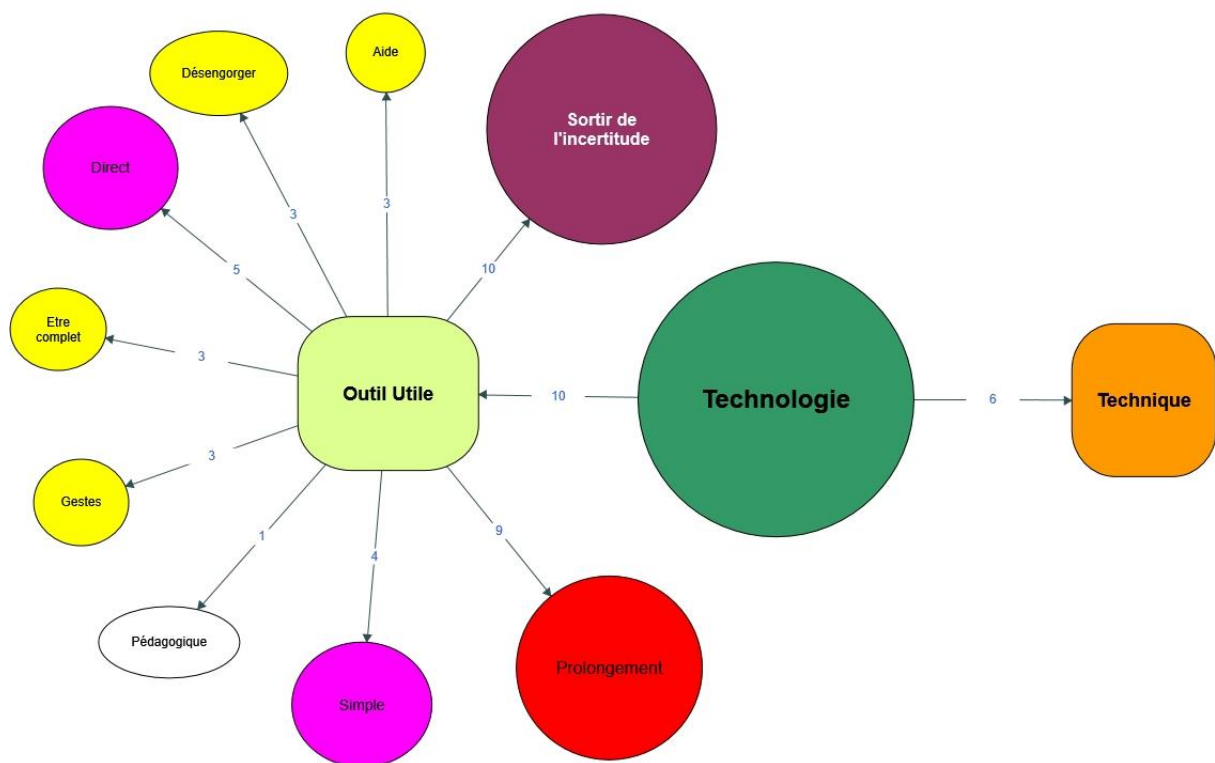 Aide
Désengorger
Sortir de
l'incertitude
Direct
3
3
5
10
Etre
complet
3
Outil Utile
10
Technologie
6
Technique
3
Gestes
1
4
9
Pédagogique
Prolongement
Simple